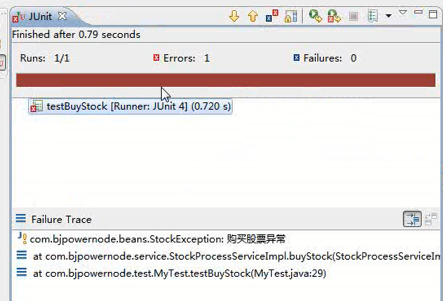 JUnit
Finished after 0.79 seconds
Runs: 1/1 Errors: 1 Failures: 0
testBuyStock [Runner: JUnit 4] (0.720 s)
Failure Trace
com.bjpowernode.beans.StockException: 购买股票异常
at com.bjpowernode.service.StockProcessServiceImpl.buyStock(StockProcessServiceIm
at com.bjpowernode.test.MyTest.testBuyStock(MyTest.java:29)